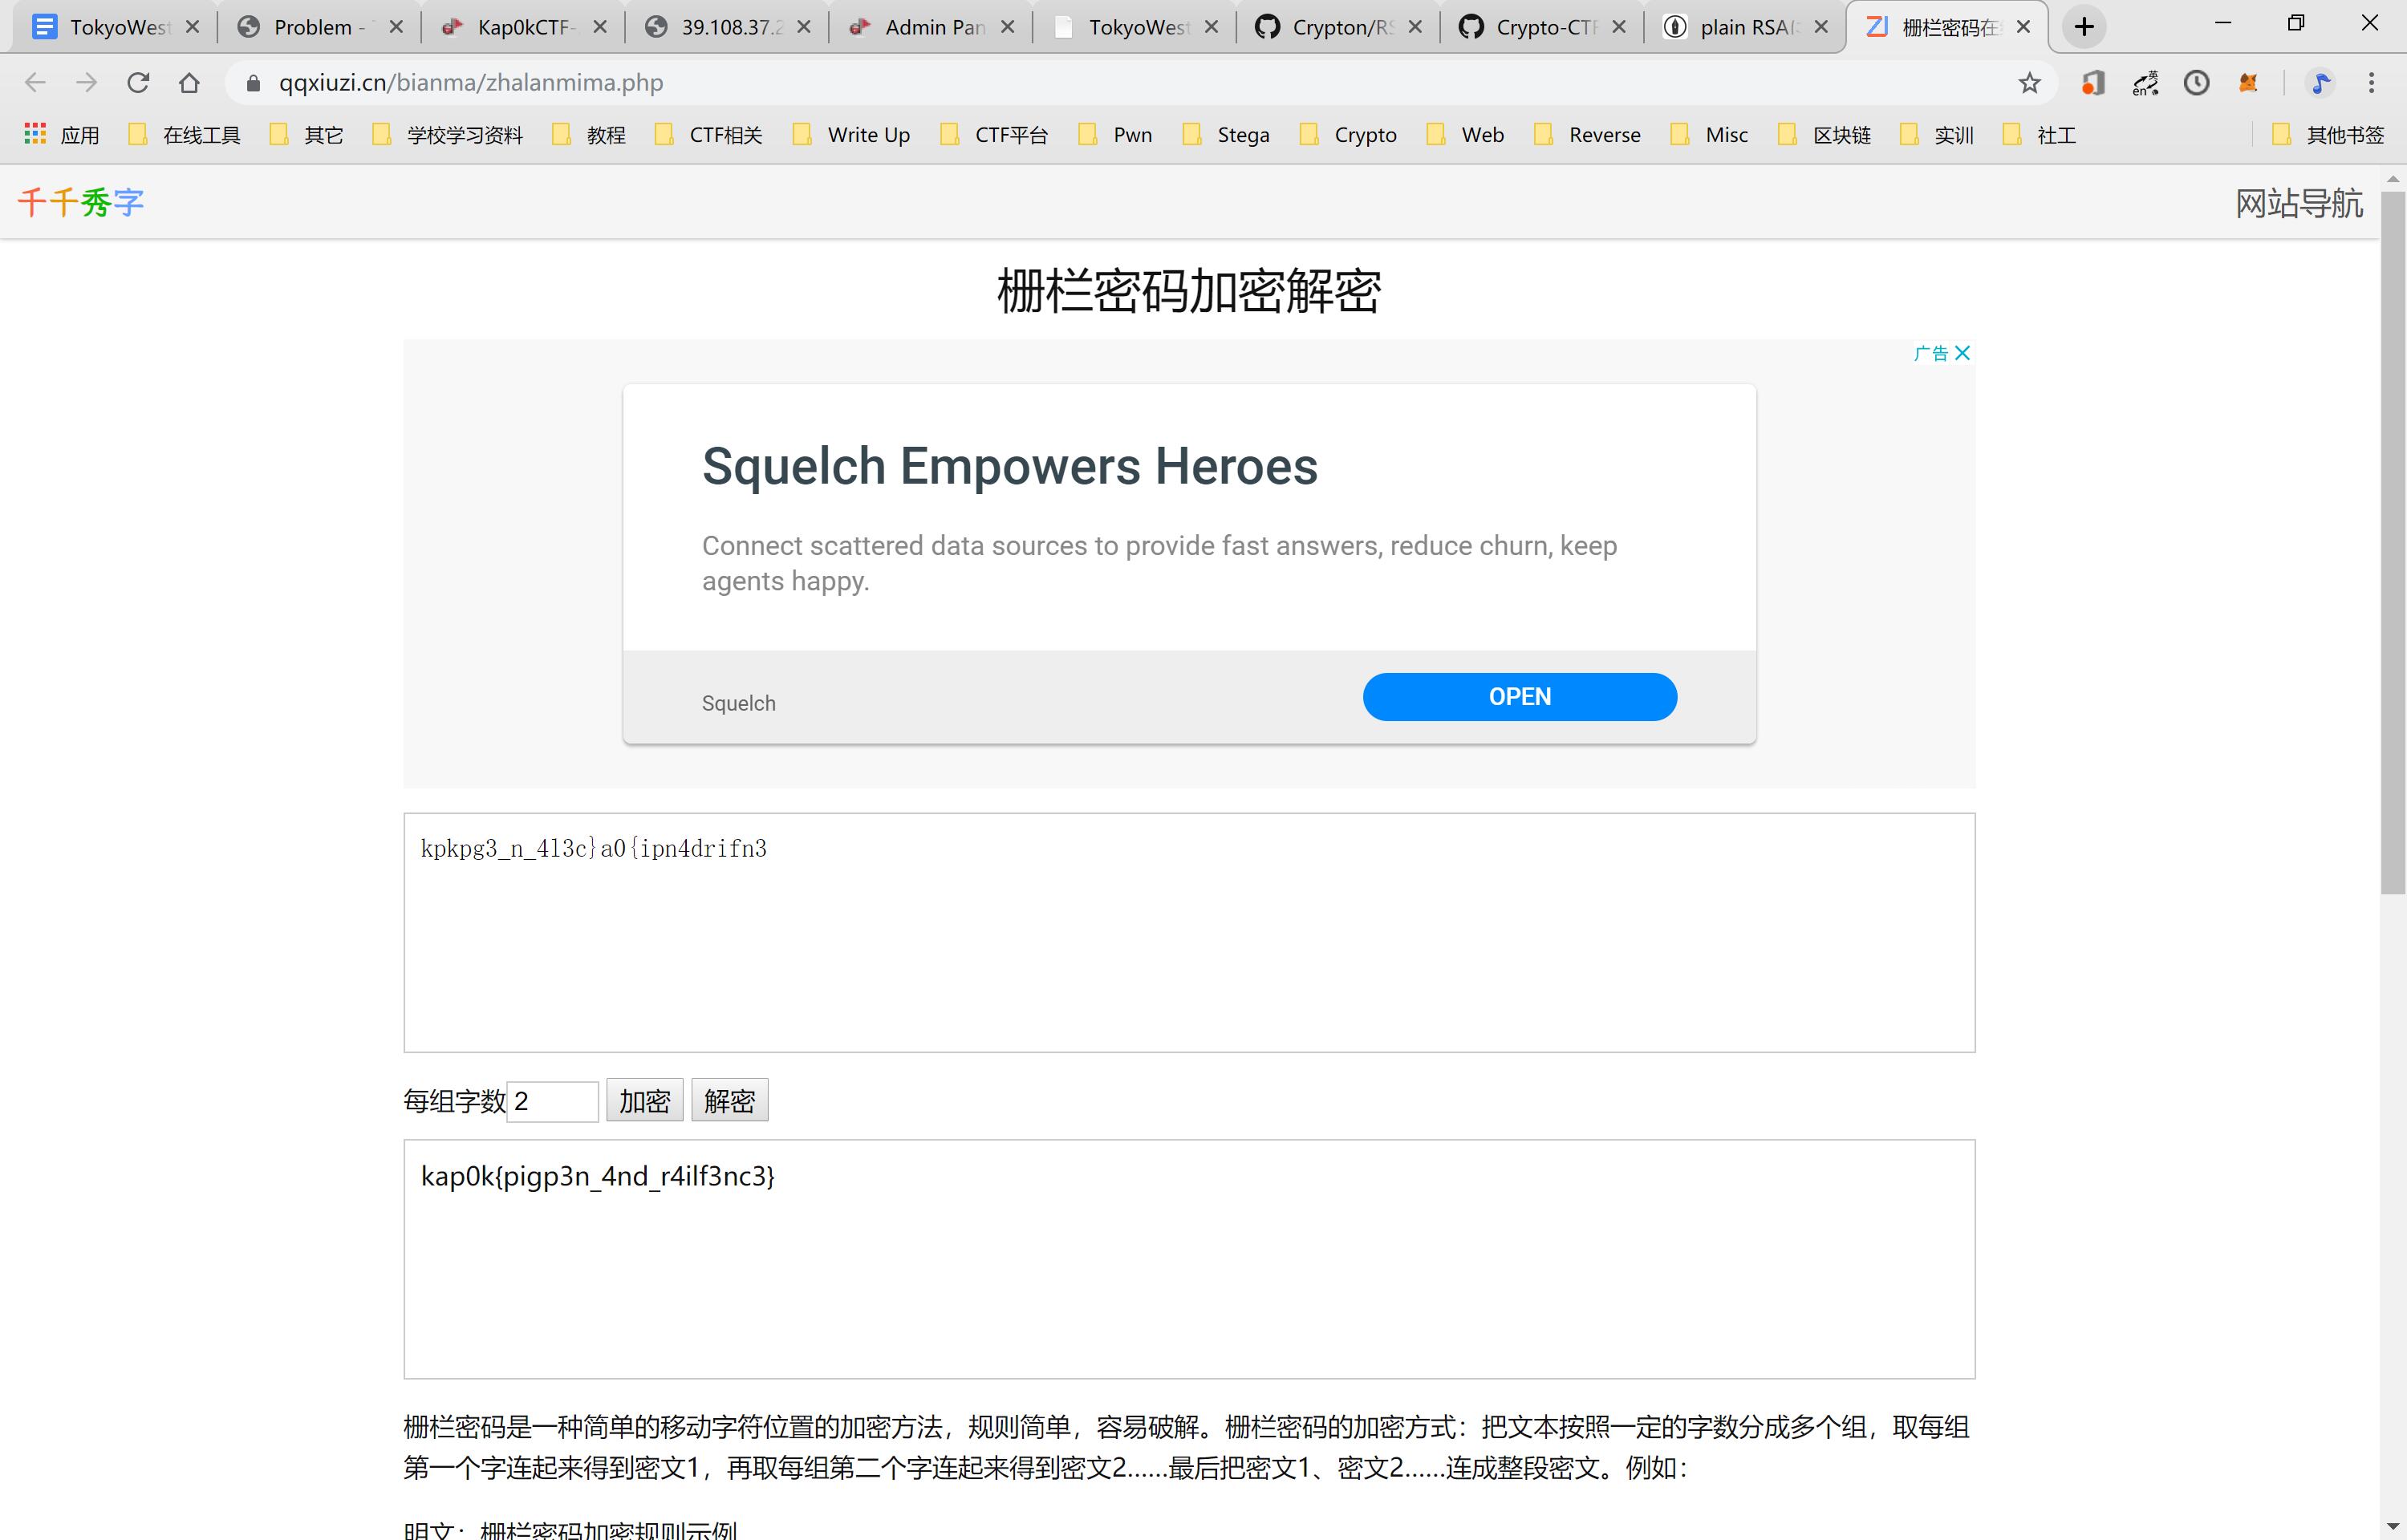 TokyoWest
Problem -
Kap0kCTF-
39.108.37.2
Admin Pan
TokyoWest
Crypton/RS
Crypto-CTF
plain RSA
栅栏密码在
qqxiuzi.cn/bianma/zhalanmima.php
应用 在线工具 其它 学校学习资料 教程 CTF相关 Write Up CTF平台 Pwn Stega Crypto Web Reverse Misc 区块链 实训 社工 其他书签
千千秀字 网站导航
栅栏密码加密解密
广告
Squelch Empowers Heroes
Connect scattered data sources to provide fast answers, reduce churn, keep
agents happy.
Squelch OPEN
kpkpg3_n_4l3c}a0{ipn4drifn3
每组字数 2 加密 解密
kap0k{pigp3n_4nd_r4ilf3nc3}
栅栏密码是一种简单的移动字符位置的加密方法，规则简单，容易破解。栅栏密码的加密方式：把文本按照一定的字数分成多个组，取每组
第一个字连起来得到密文1，再取每组第二个字连起来得到密文2……最后把密文1、密文2……连成整段密文。例如：
明文：栅栏密码加密规则示例